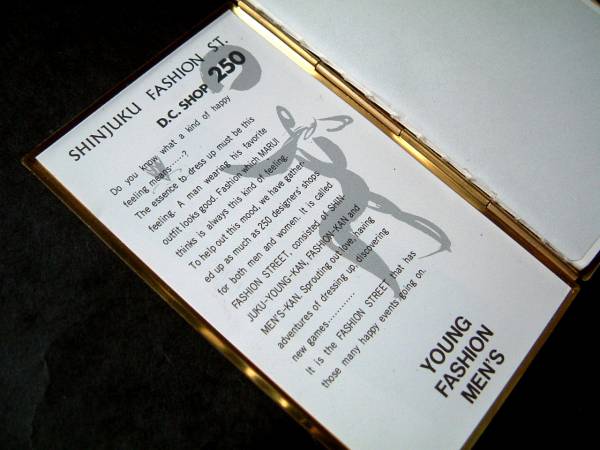 SHINJUKU FASHION ST.
D.C. SHOP 250
Do you know what a kind of happy
feeling means......?
The essence to dress up must be this
feeling. A man wearing his favorite
outfit looks good. Fashion which MARUI
thinks is always this kind of feeling.
To help out this mood, we have gather-
ed up as much as 250 designers' shops
for both men and women. It is called
FASHION STREET, consisted of SHIN-
JUKU-YOUNG-KAN, FASHION-KAN and
MEN'S-KAN. Sprouting out love, having
adventures of dressing up, discovering
new games............
It is the FASHION STREET that has
those many happy events going on.
YOUNG
FASHION
MEN'S